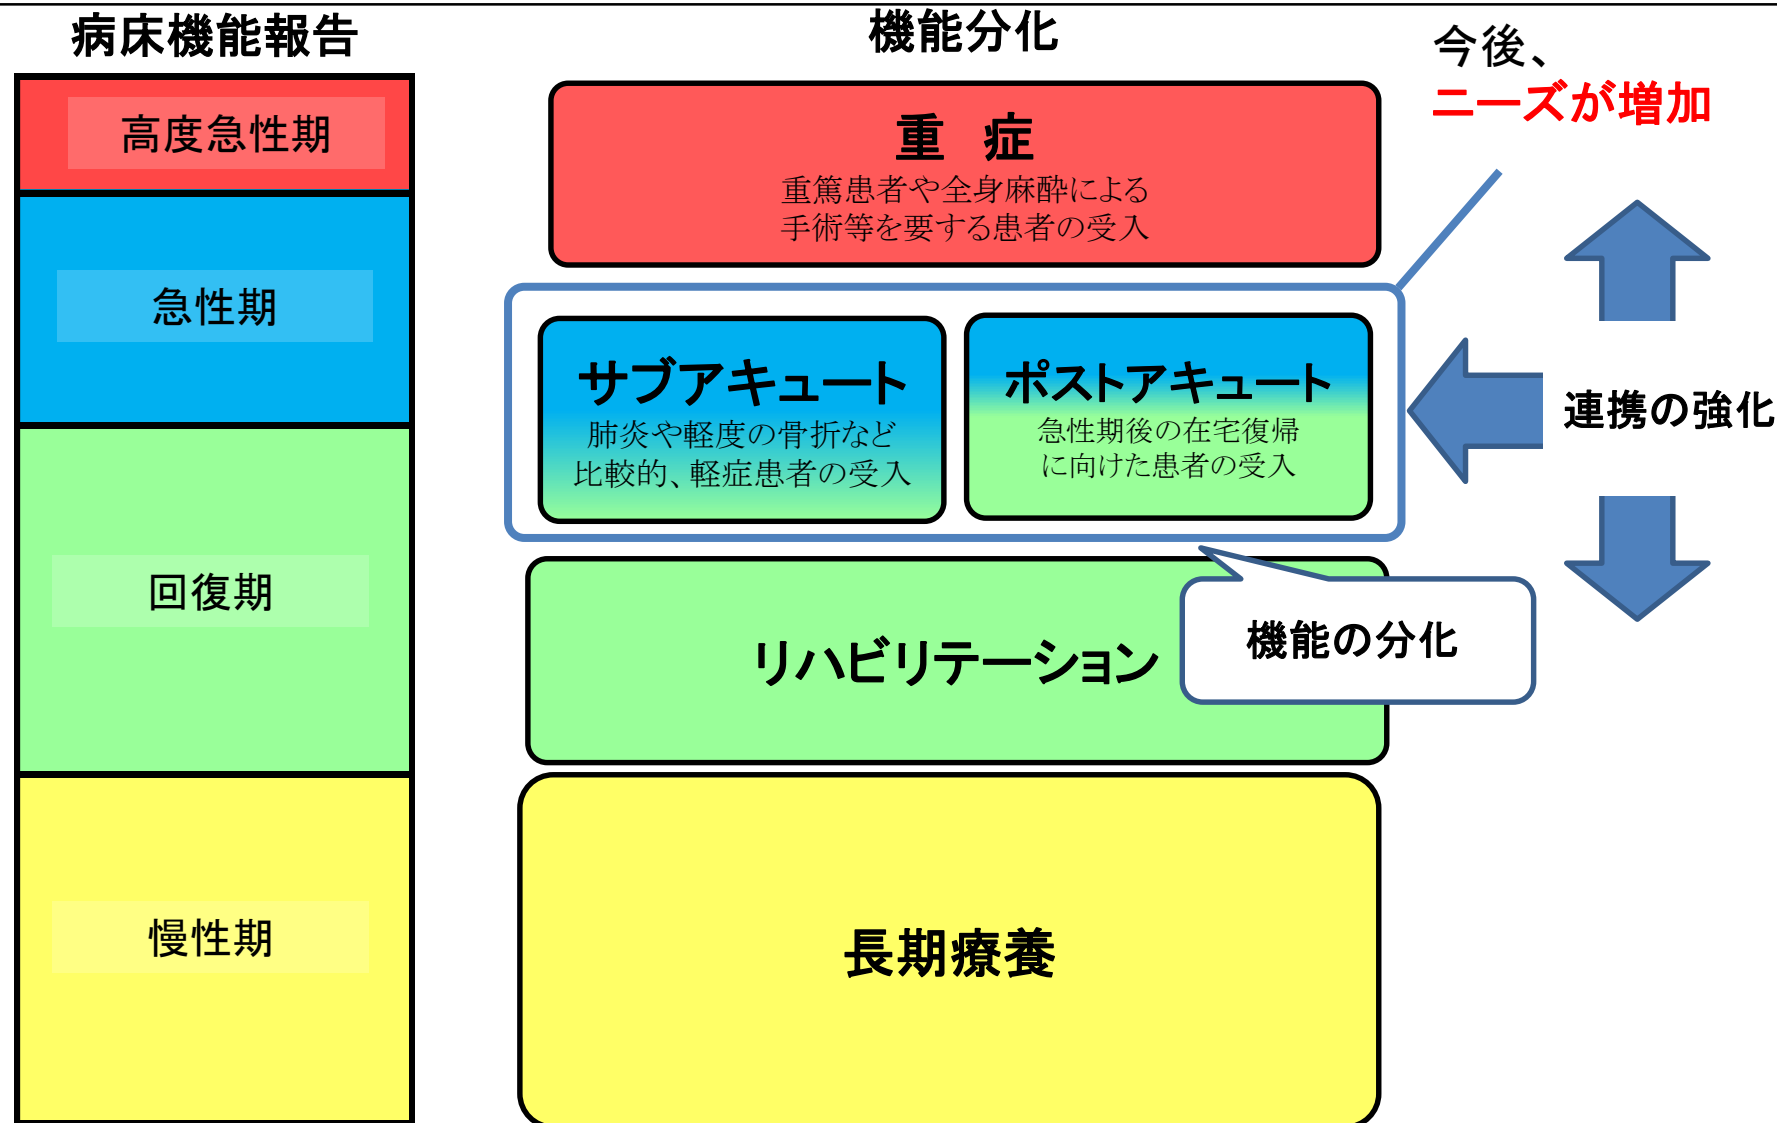 病床機能報告
高度急性期
急性期
回復期
慢性期
機能分化
重 症
重篤患者や全身麻酔による
手術等を要する患者の受入
サブアキュート
肺炎や軽度の骨折など
比較的、軽症患者の受入
ポストアキュート
急性期後の在宅復帰
に向けた患者の受入
リハビリテーション
機能の分化
長期療養
今後、
ニーズが増加
連携の強化